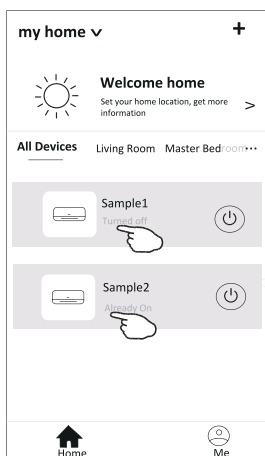 my home
Welcome home
Set your home location, get more
information
All Devices Living Room Master Bedroom
Sample1
Turned off
Sample2
Already On
Home Me